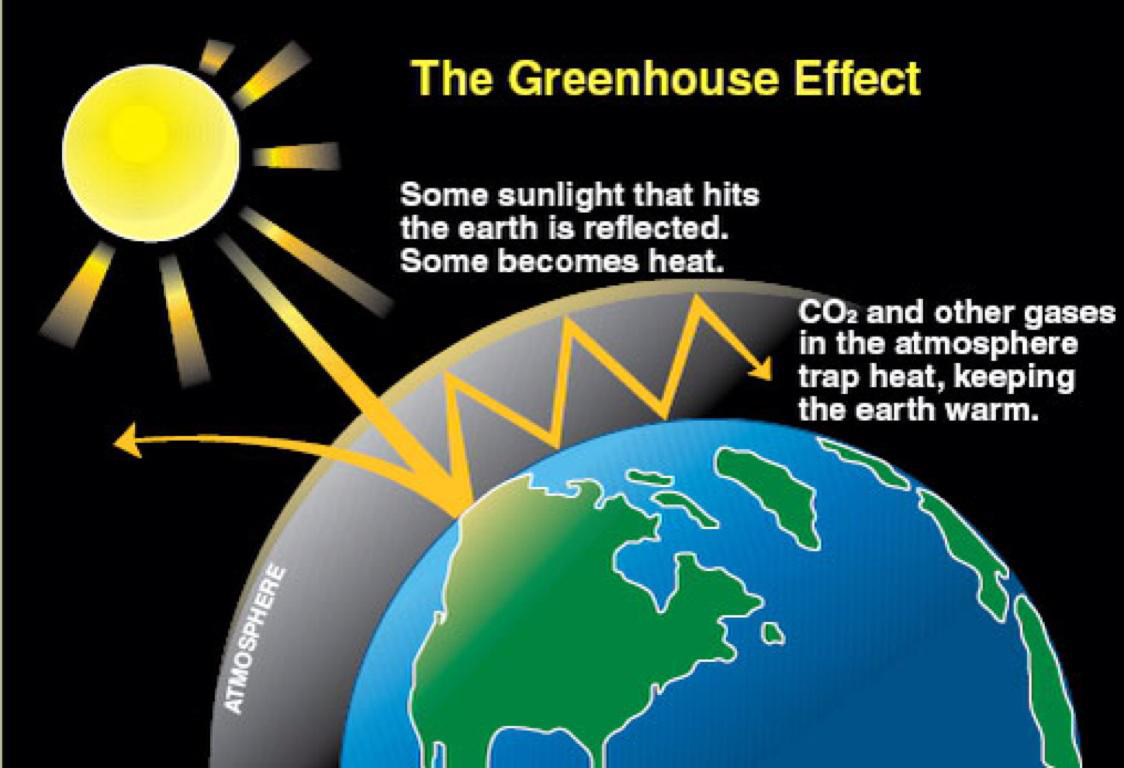 The Greenhouse Effect
Some sunlight that hits
the earth is reflected.
Some becomes heat.
CO₂ and other gases
in the atmosphere
trap heat, keeping
the earth warm.
ATMOSPHERE